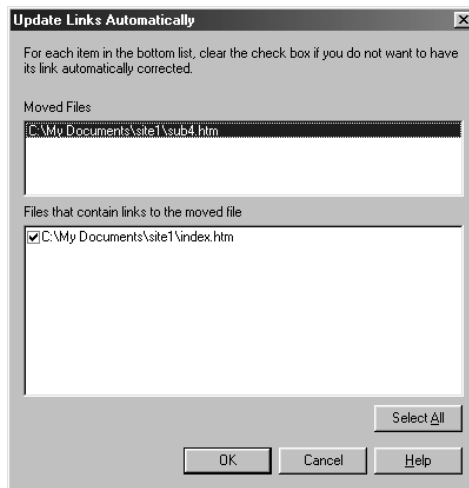 Update Links Automatically
For each item in the bottom list, clear the check box if you do not want to have
its link automatically corrected.
Moved Files
C:\My Documents\site1\sub4.htm
Files that contain links to the moved file
C:\My Documents\site1\index.htm
Select All
OK Cancel Help